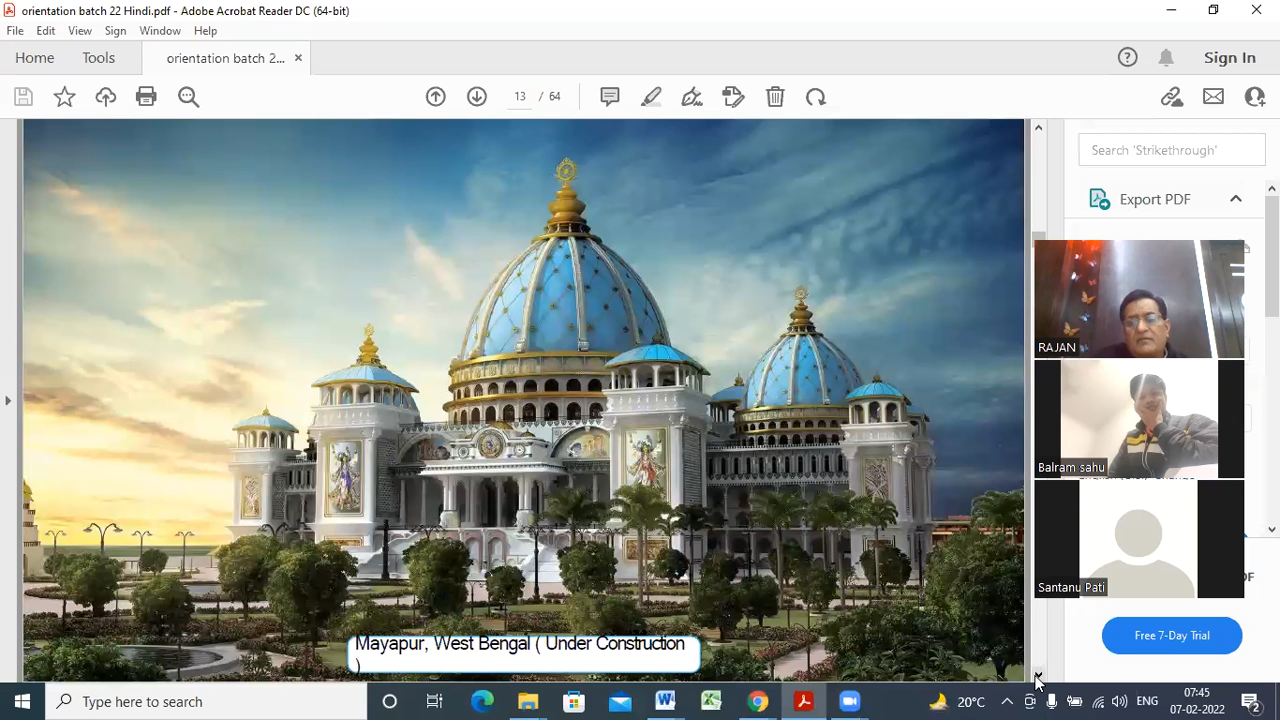 orientation batch 22 Hindi.pdf - Adobe Acrobat Reader DC (64-bit)
File Edit View Sign Window Help
Home Tools orientation batch 2... Sign In
13 / 64
Search 'Strikethrough'
Export PDF
RAJAN
Balram sahu
Santanu Pati
Free 7-Day Trial
Mayapur, West Bengal ( Under Construction
)
Type here to search
20°C
ENG
07:45
07-02-2022
2